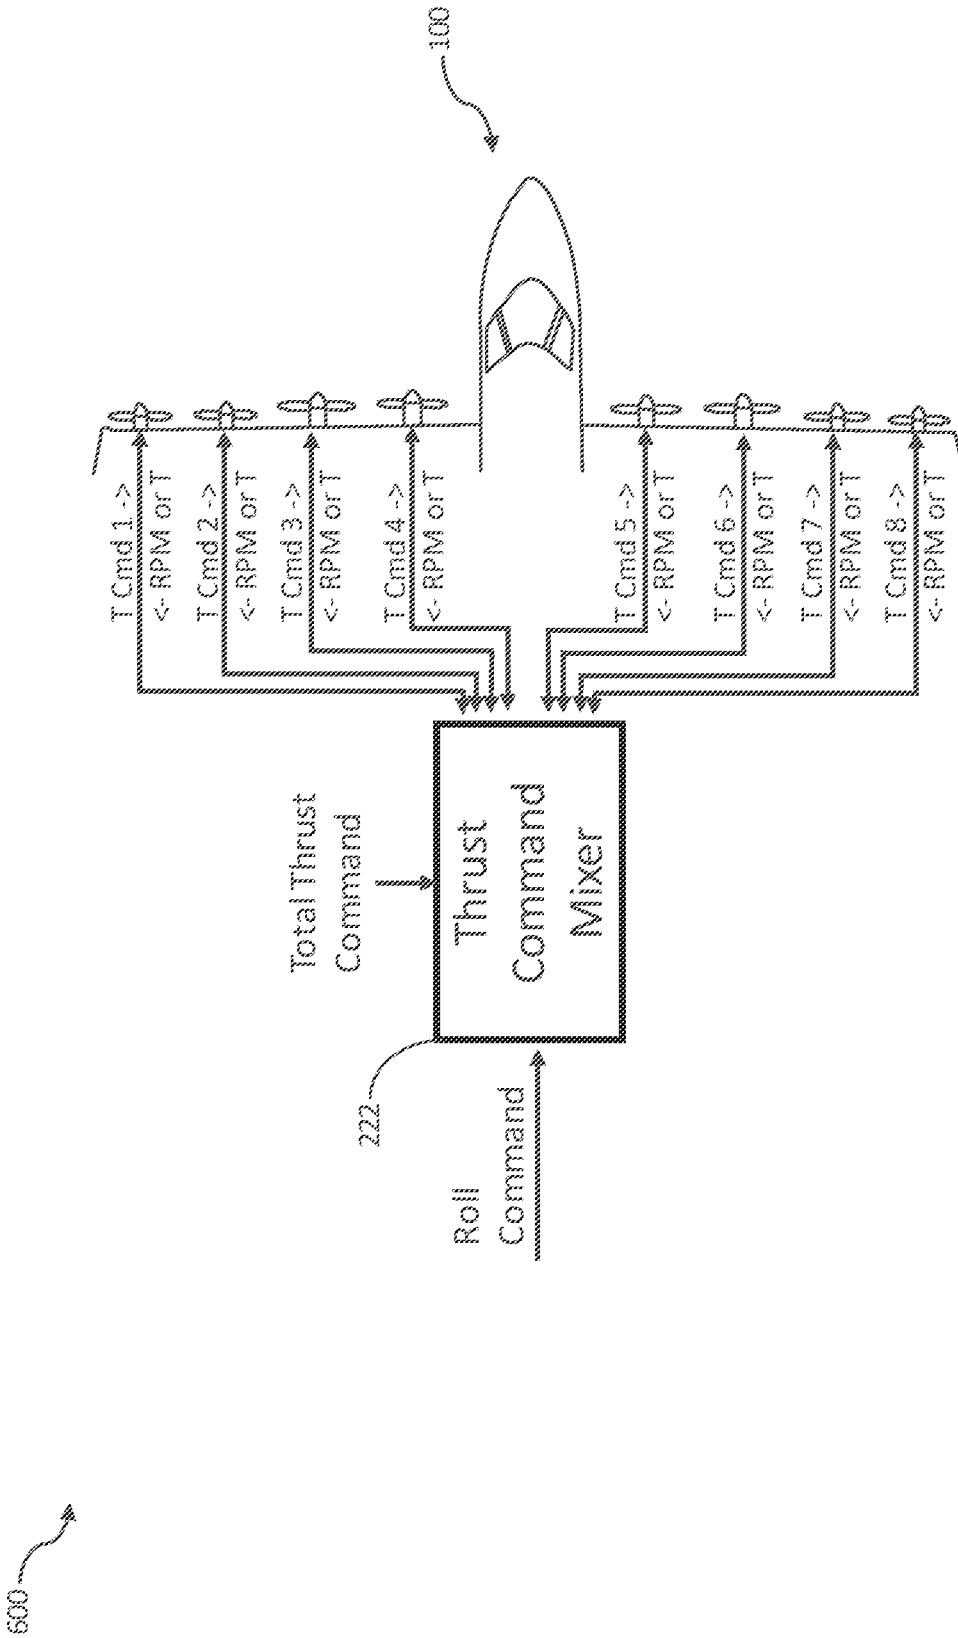 600
100
T Cmd 1 ->
<- RPM or T
T Cmd 2 ->
<- RPM or T
T Cmd 3 ->
<- RPM or T
T Cmd 4 ->
<- RPM or T
T Cmd 5 ->
<- RPM or T
T Cmd 6 ->
<- RPM or T
T Cmd 7 ->
<- RPM or T
T Cmd 8 ->
<- RPM or T
Total Thrust
Command
222
Thrust
Command
Mixer
Roll
Command